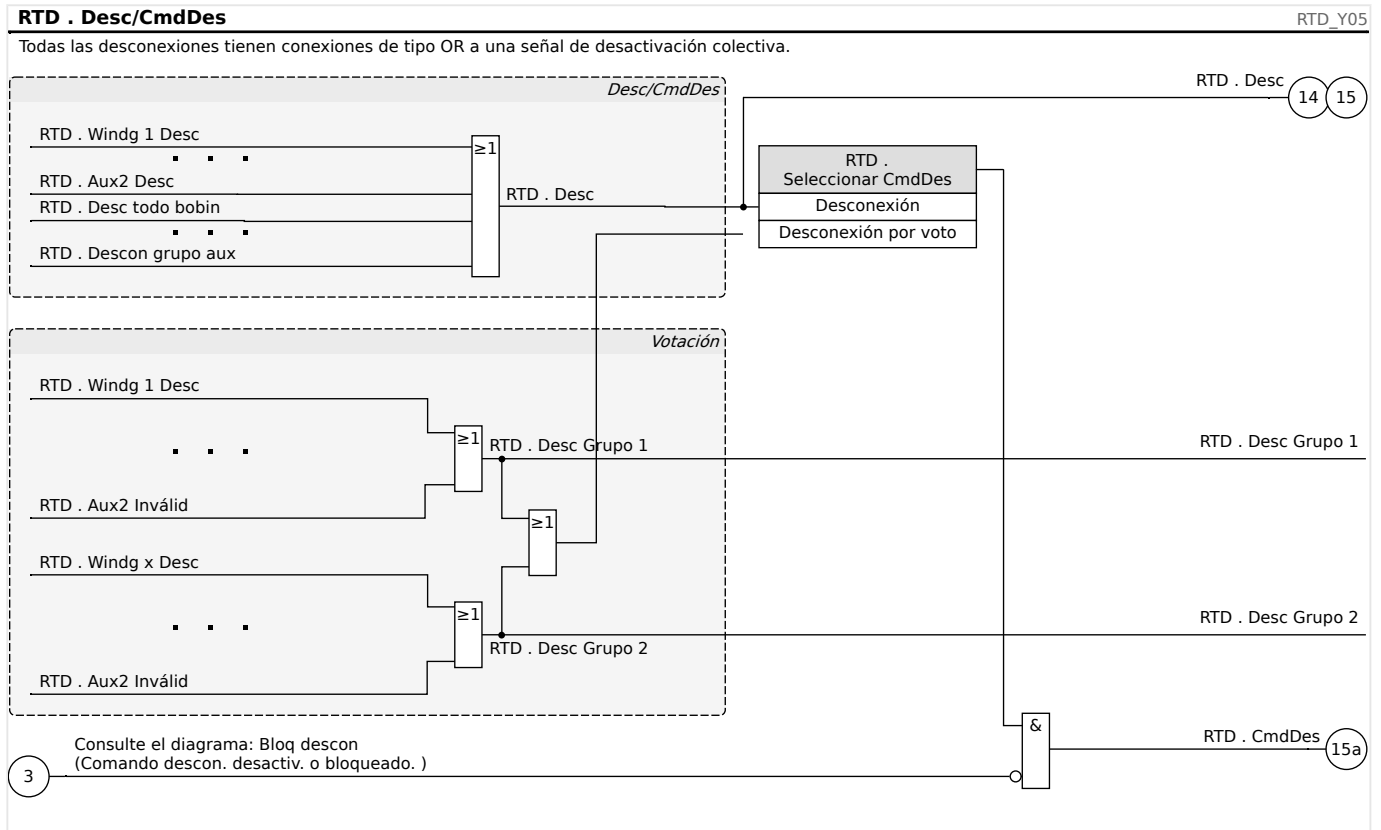 RTD . Desc/CmdDes
RTD_Y05
Todas las desconexiones tienen conexiones de tipo OR a una señal de desactivación colectiva.
Desc/CmdDes
RTD . Desc
14
15
RTD . Windg 1 Desc
≥1
RTD .
Seleccionar CmdDes
RTD . Aux2 Desc
RTD . Desc
Desconexión
RTD . Desc todo bobin
Desconexión por voto
RTD . Descon grupo aux
Votación
RTD . Windg 1 Desc
≥1
RTD . Desc Grupo 1
RTD . Desc Grupo 1
RTD . Aux2 Inválid
≥1
RTD . Windg x Desc
≥1
RTD . Desc Grupo 2
RTD . Desc Grupo 2
RTD . Aux2 Inválid
&
RTD . CmdDes
15a
Consulte el diagrama: Bloq descon
(Comando descon. desactiv. o bloqueado. )
3